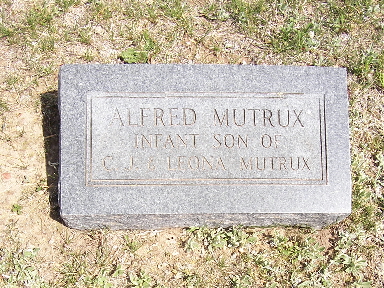 ALFRED MUTRUX
INFANT SON OF
C. J. & LEONA MUTRUX